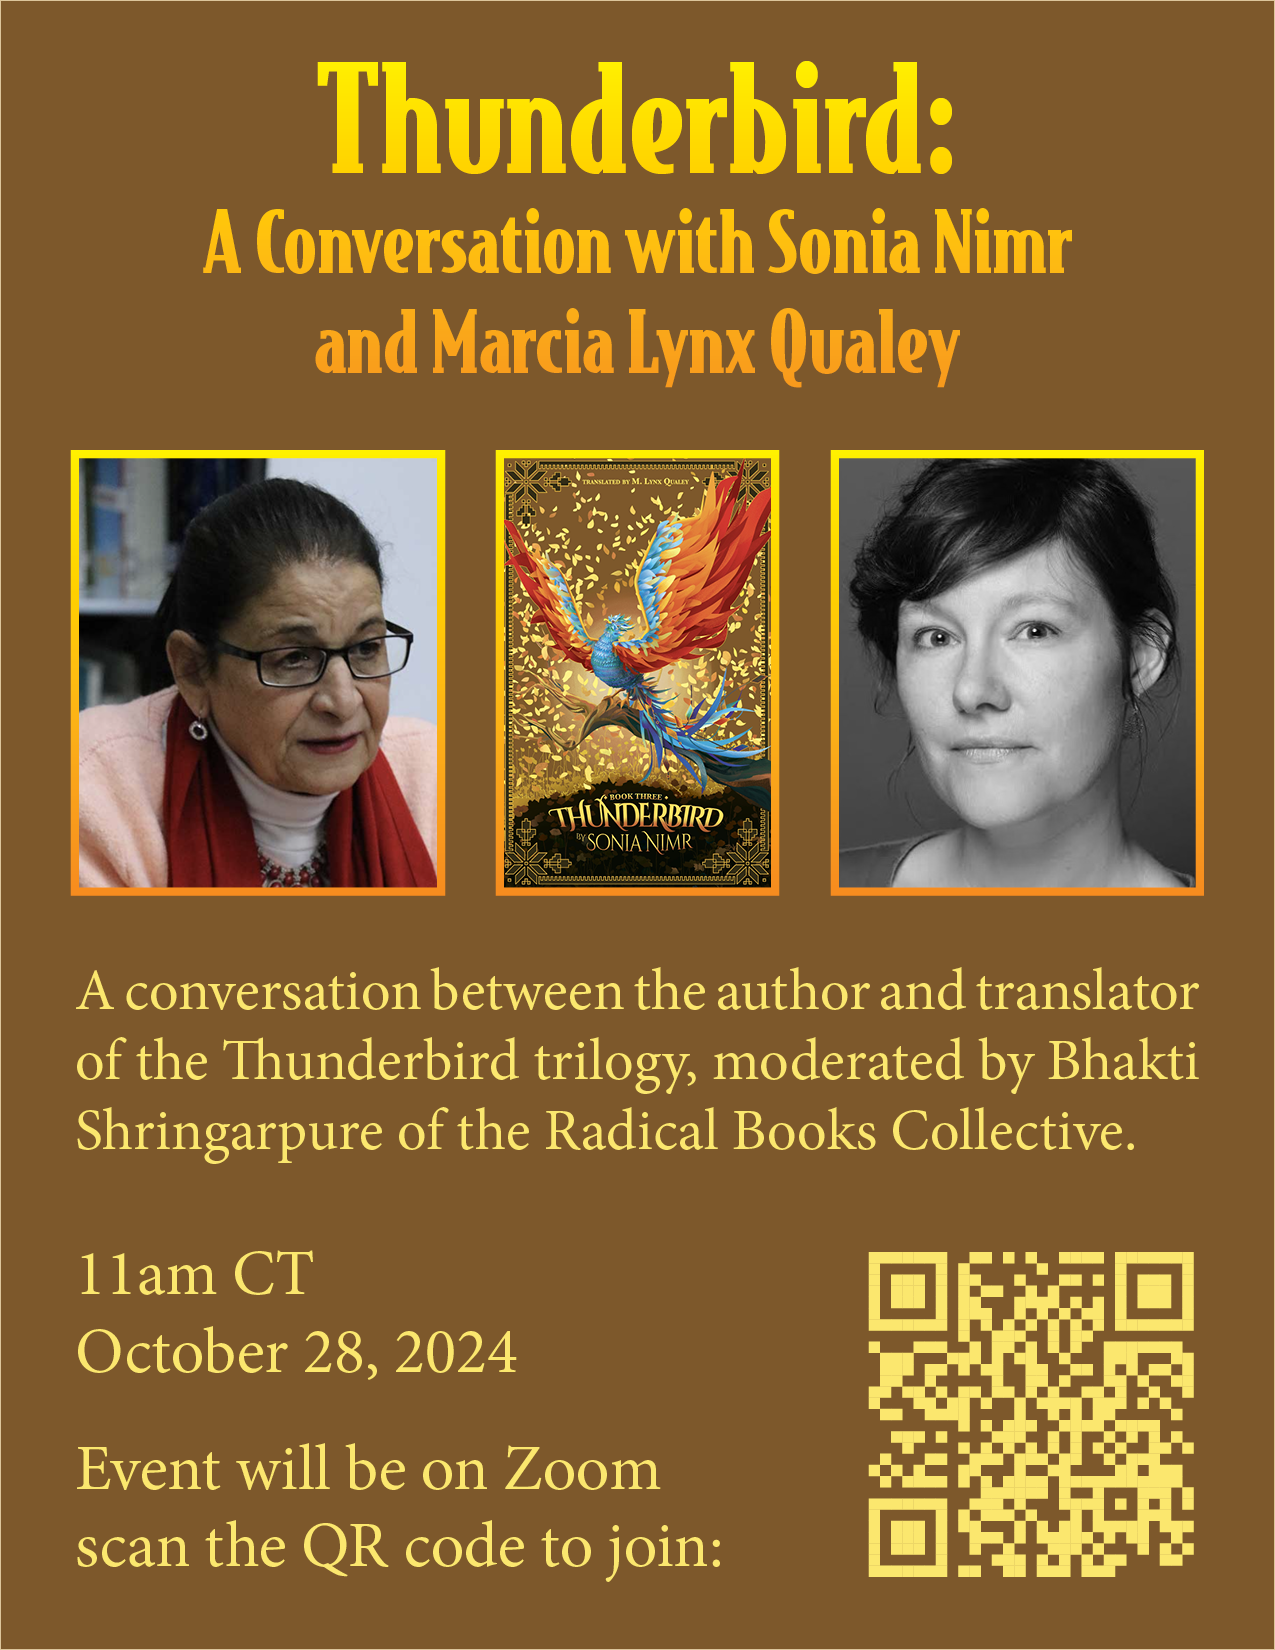 Thunderbird:
A Conversation with Sonia Nimr
and Marcia Lynx Qualey
TRANSLATED BY M. LYNX QUALEY
• BOOK THREE •
THUNDERBIRD
BY SONIA NIMR
A conversation between the author and translator
of the Thunderbird trilogy, moderated by Bhakti
Shringarpure of the Radical Books Collective.
11am CT
October 28, 2024
Event will be on Zoom
scan the QR code to join: